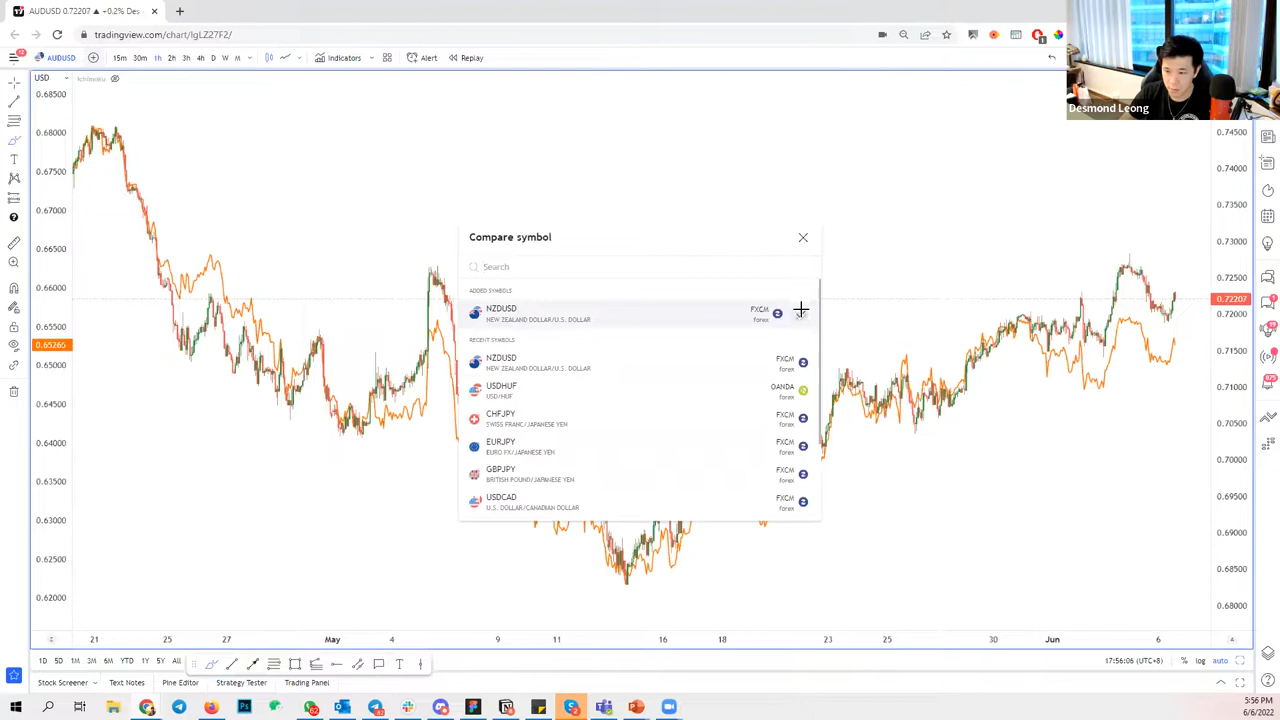 AUDUSD 0.72207 ▲ +0.2% Des
tradingview.com/chart/lgLZ27F2/
AUDUSD
15m 30m 1h 2h 3h 4h D W M
Indicators
Alert
Replay
USD
Ichimoku
Desmond Leong
0.68500
0.68000
0.67500
0.67000
0.66500
0.66000
0.65265
0.65000
0.64500
0.64000
0.63500
0.63000
0.62500
0.62000
Compare symbol
Search
ADDED SYMBOLS
NZDUSD FXCM
NEW ZEALAND DOLLAR/U.S. DOLLAR forex
RECENT SYMBOLS
NZDUSD FXCM
NEW ZEALAND DOLLAR/U.S. DOLLAR forex
USDHUF OANDA
USD/HUF forex
CHFJPY FXCM
SWISS FRANC/JAPANESE YEN forex
EURJPY FXCM
EURO FX/JAPANESE YEN forex
GBPJPY FXCM
BRITISH POUND/JAPANESE YEN forex
USDCAD FXCM
U.S. DOLLAR/CANADIAN DOLLAR forex
0.74500
0.74000
0.73500
0.73000
0.72500
0.72207
0.72000
0.71500
0.71000
0.70500
0.70000
0.69500
0.69000
0.68500
0.68000
21 25 27 May 4 9 11 16 18 23 25 30 Jun 6
1D 5D 1M 3M 6M YTD 1Y 5Y All
17:56:06 (UTC+8) % log auto
Stock Screener Text Notes Pine Editor Strategy Tester Trading Panel
5:56 PM
6/6/2022